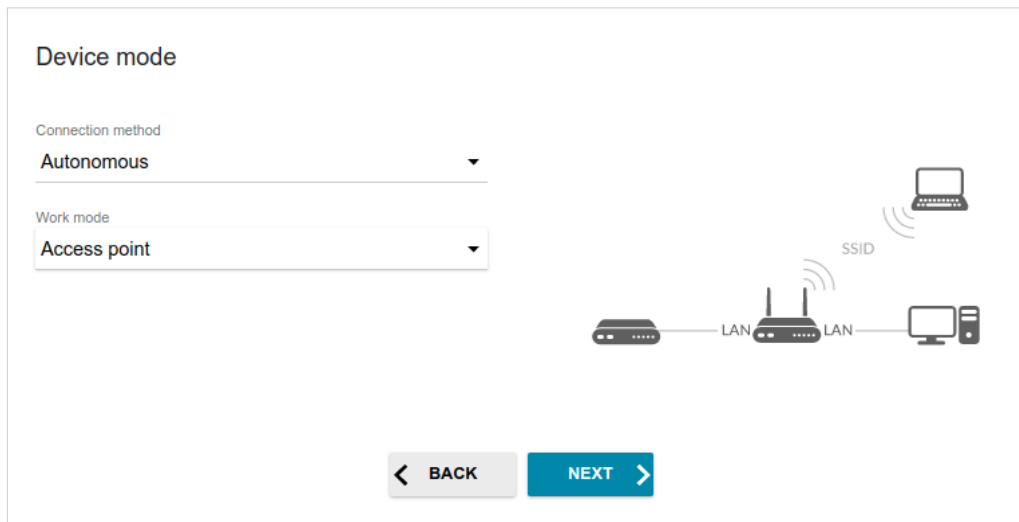 Device mode
Connection method
Autonomous
Work mode
Access point
SSID
LAN
LAN
BACK
NEXT